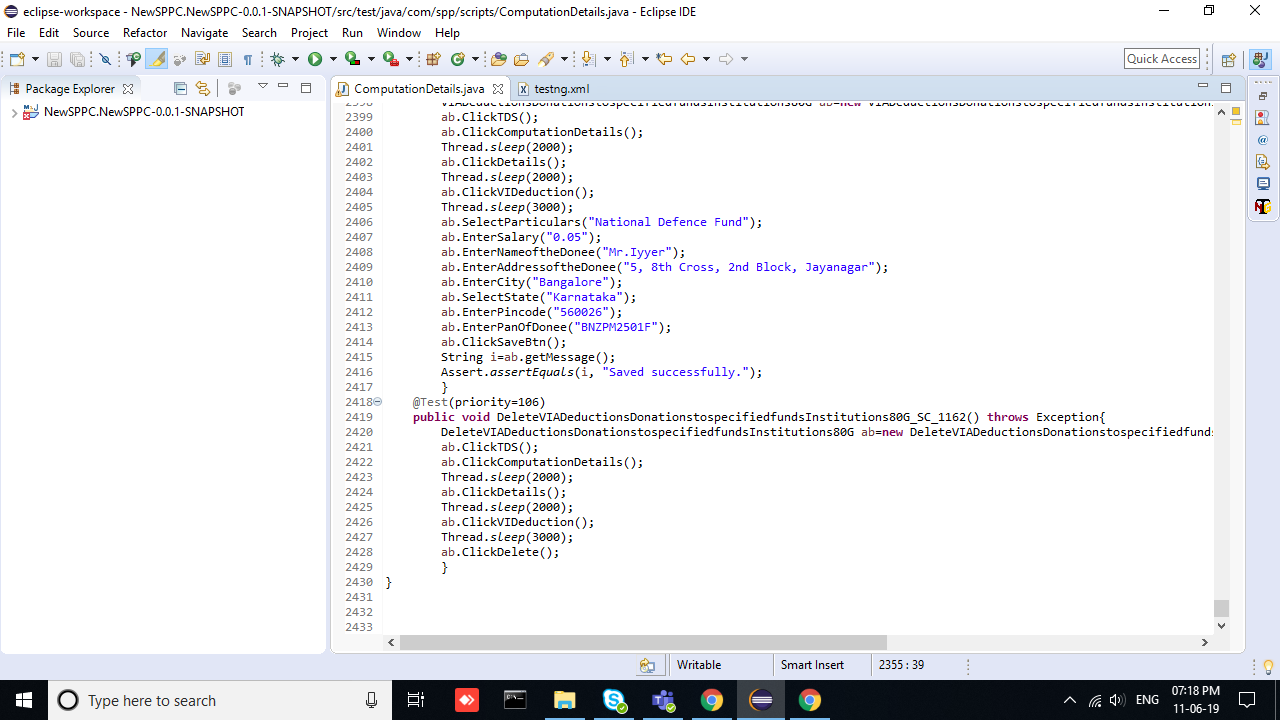 eclipse-workspace - NewSPPC.NewSPPC-0.0.1-SNAPSHOT/src/test/java/com/spp/scripts/ComputationDetails.java - Eclipse IDE
File Edit Source Refactor Navigate Search Project Run Window Help
Quick Access
Package Explorer
ComputationDetails.java testng.xml
NewSPPC.NewSPPC-0.0.1-SNAPSHOT
2398 VIADeductionsDonationstospecifiedfundsInstitutions80G ab=new VIADeductionsDonationstospecifiedfundsInstitution
2399 ab.ClickTDS();
2400 ab.ClickComputationDetails();
2401 Thread.sleep(2000);
2402 ab.ClickDetails();
2403 Thread.sleep(2000);
2404 ab.ClickVIDeduction();
2405 Thread.sleep(3000);
2406 ab.SelectParticulars("National Defence Fund");
2407 ab.EnterSalary("0.05");
2408 ab.EnterNameoftheDonee("Mr.Iyyer");
2409 ab.EnterAddressoftheDonee("5, 8th Cross, 2nd Block, Jayanagar");
2410 ab.EnterCity("Bangalore");
2411 ab.SelectState("Karnataka");
2412 ab.EnterPincode("560026");
2413 ab.EnterPanOfDonee("BNZPM2501F");
2414 ab.ClickSaveBtn();
2415 String i=ab.getMessage();
2416 Assert.assertEquals(i, "Saved successfully.");
2417 }
2418 @Test(priority=106)
2419 public void DeleteVIADeductionsDonationstospecifiedfundsInstitutions80G_SC_1162() throws Exception{
2420 DeleteVIADeductionsDonationstospecifiedfundsInstitutions80G ab=new DeleteVIADeductionsDonationstospecifiedfunds
2421 ab.ClickTDS();
2422 ab.ClickComputationDetails();
2423 Thread.sleep(2000);
2424 ab.ClickDetails();
2425 Thread.sleep(2000);
2426 ab.ClickVIDeduction();
2427 Thread.sleep(3000);
2428 ab.ClickDelete();
2429 }
2430 }
2431
2432
2433
Writable Smart Insert 2355 : 39
Type here to search
ENG
07:18 PM
11-06-19